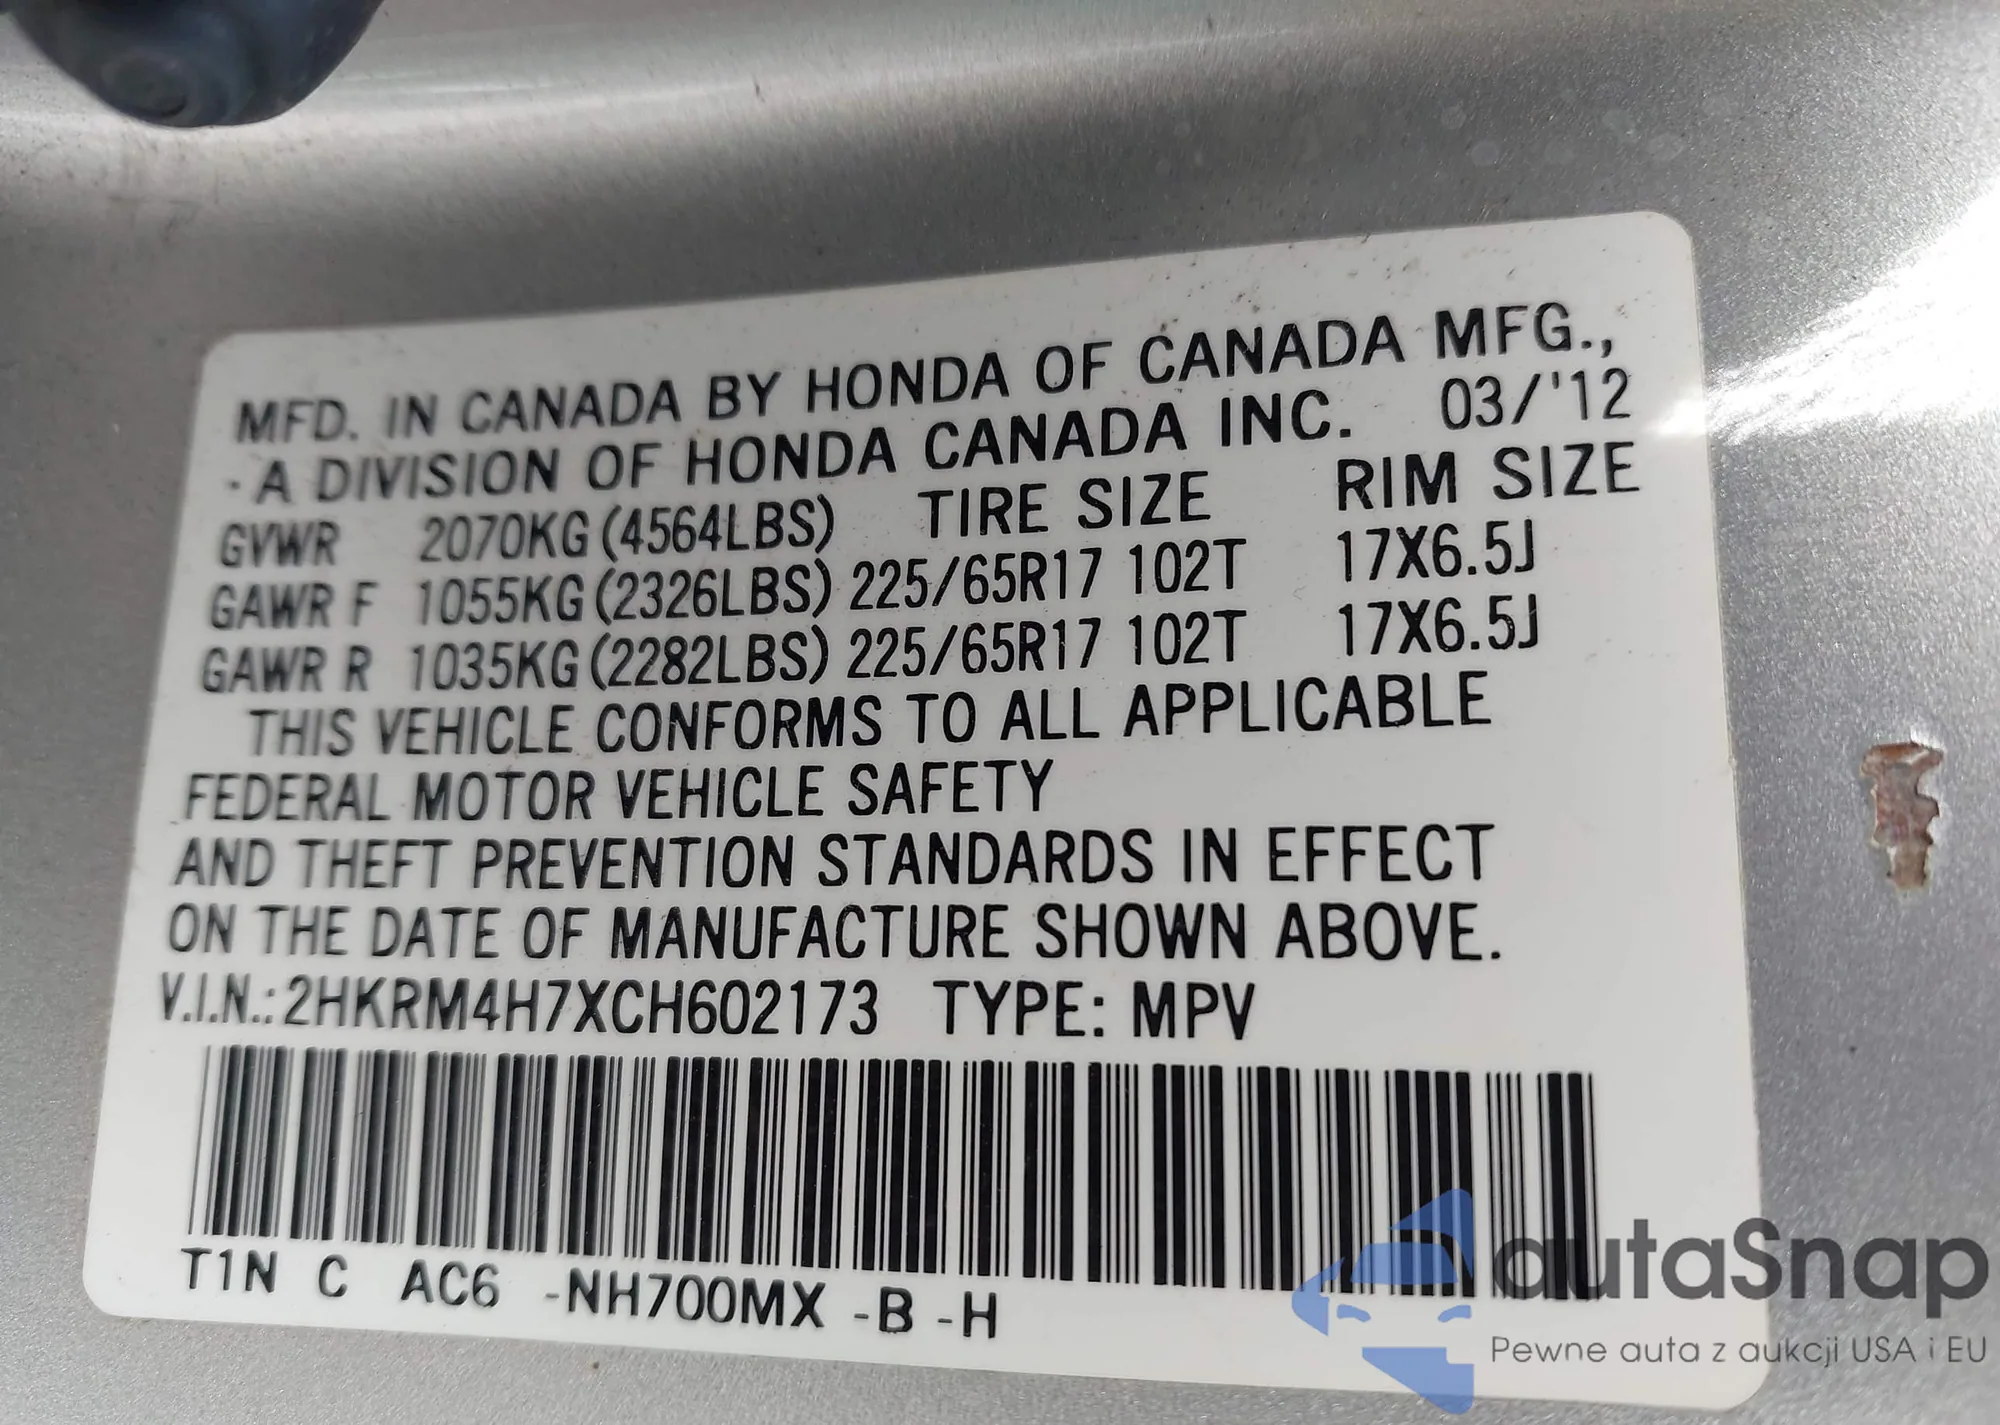 MFD. IN CANADA BY HONDA OF CANADA MFG.,
· A DIVISION OF HONDA CANADA INC. 03/'12
GVWR 2070KG (4564LBS) TIRE SIZE RIM SIZE
GAWR F 1055KG (2326LBS) 225/65R17 102T 17X6.5J
GAWR R 1035KG (2282LBS) 225/65R17 102T 17X6.5J
THIS VEHICLE CONFORMS TO ALL APPLICABLE
FEDERAL MOTOR VEHICLE SAFETY
AND THEFT PREVENTION STANDARDS IN EFFECT
ON THE DATE OF MANUFACTURE SHOWN ABOVE.
V.I.N.: 2HKRM4H7XCH602173 TYPE: MPV
T1N C AC6 -NH700MX -B -H
autaSnap
Pewne auta z aukcji USA i EU